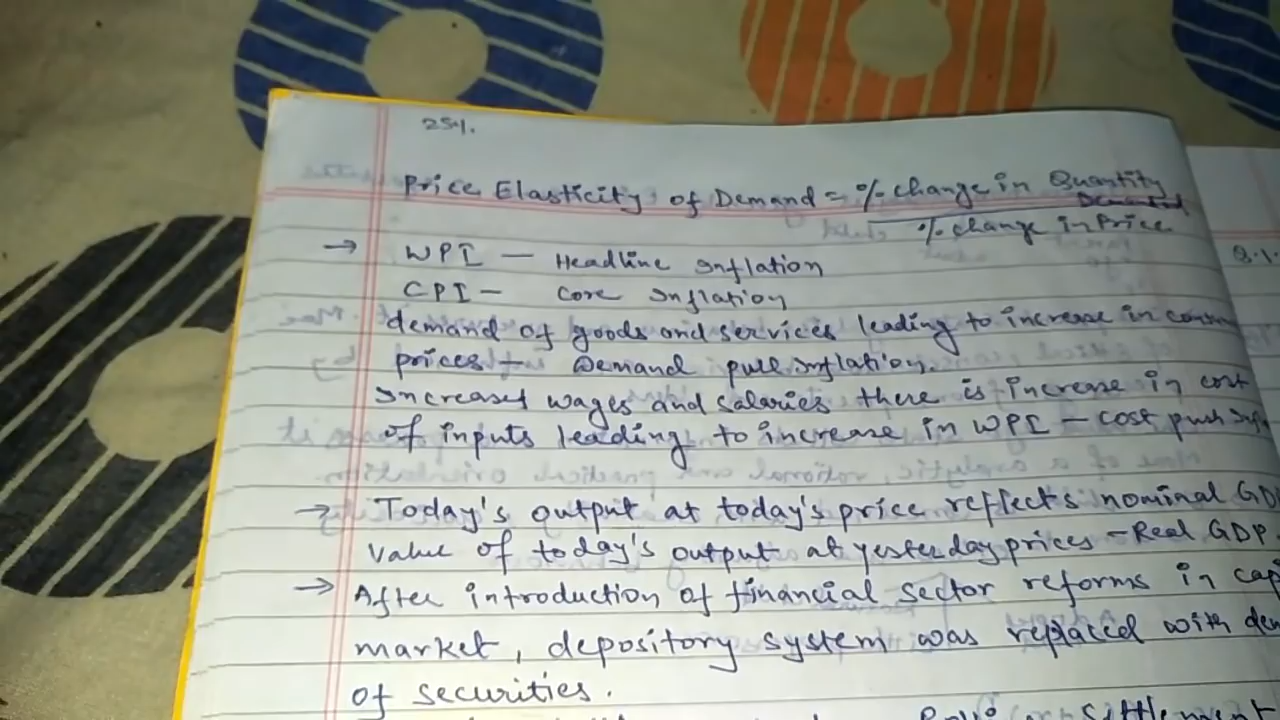 25%.
Price Elasticity of Demand = % change in Quantity Demanded
% change in Price
→ WPI — Headline Inflation
CPI — Core Inflation
demand of goods and services leading to increase in
prices — Demand pull inflation.
Increased wages and salaries there is increase in cost
of inputs leading to increase in WPI — cost push
→ Today's output at today's price reflects nominal
Value of today's output at yesterday prices — Real GDP.
→ After introduction of financial sector reforms in
market, depository system was replaced with
of securities.
Settlement
Q.1.